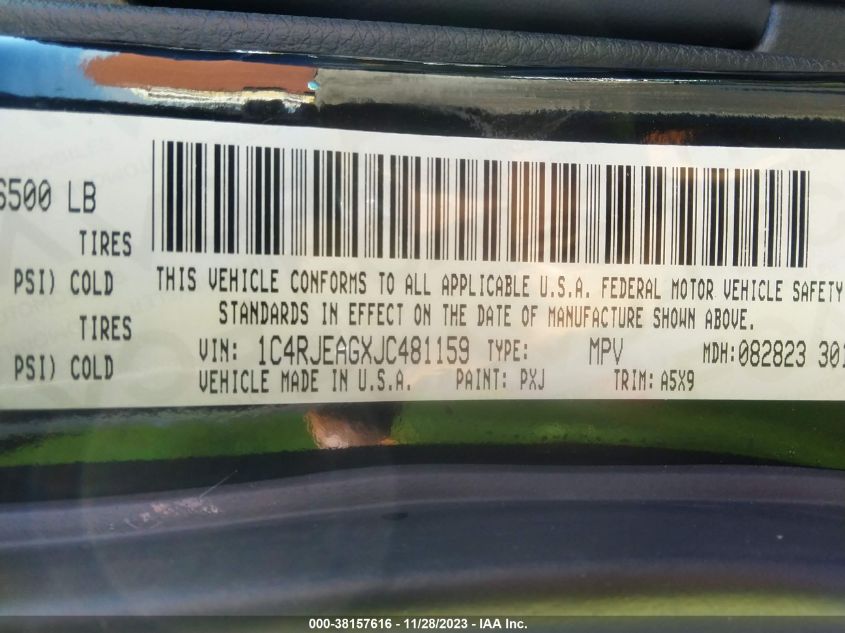 6500 LB
TIRES
PSI) COLD
TIRES
PSI) COLD
THIS VEHICLE CONFORMS TO ALL APPLICABLE U.S.A. FEDERAL MOTOR VEHICLE SAFETY
STANDARDS IN EFFECT ON THE DATE OF MANUFACTURE SHOWN ABOVE.
VIN: 1C4RJEAGXJC481159 TYPE: MPV MDH:082823 301
VEHICLE MADE IN U.S.A. PAINT: PXJ TRIM: A5X9
000-38157616 - 11/28/2023 - IAA Inc.